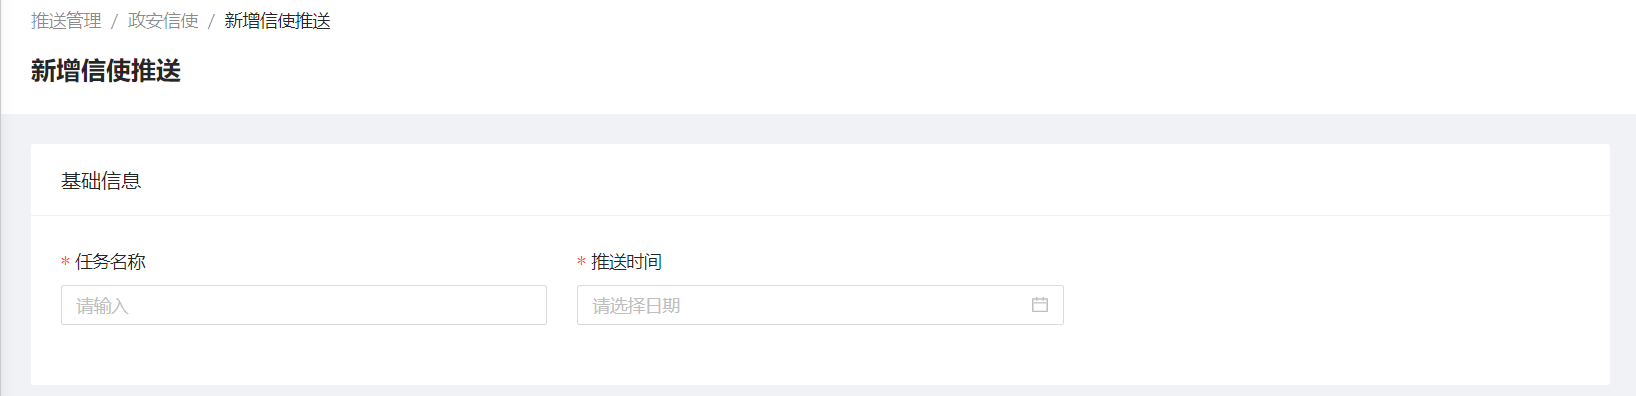 推送管理 / 政安信使 / 新增信使推送
新增信使推送
基础信息
* 任务名称
* 推送时间
请输入
请选择日期